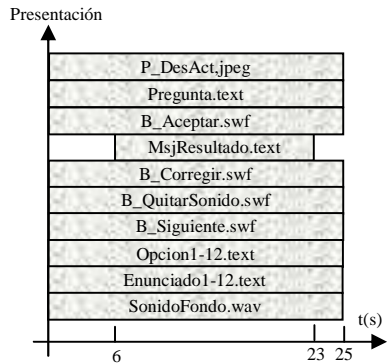 Presentación
P_DesAct.jpeg
Pregunta.text
B_Aceptar.swf
MsjResultado.text
B_Corregir.swf
B_QuitarSonido.swf
B_Siguiente.swf
Opcion1-12.text
Enunciado1-12.text
SonidoFondo.wav
t(s)
6 23 25